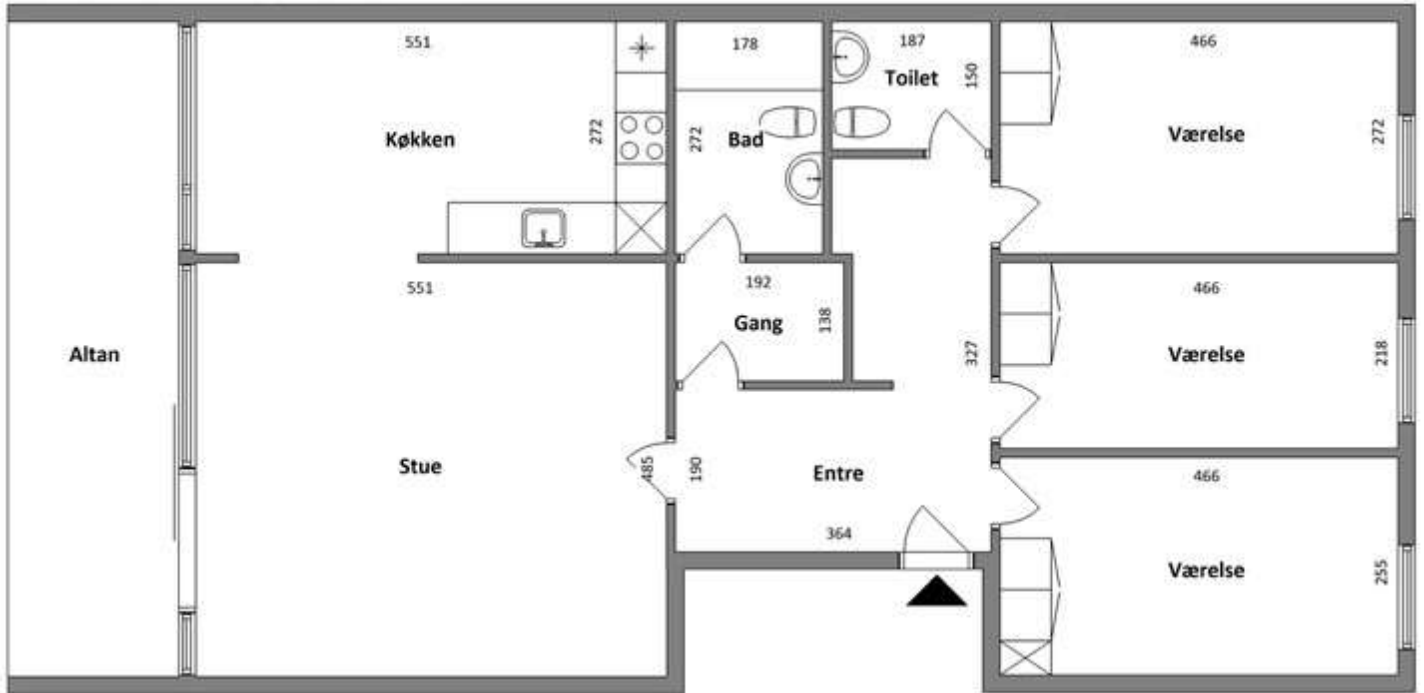 551
178
187
466
Toilet
150
Køkken
272
272
Bad
Værelse
272
551
192
466
Gang
138
Altan
327
Værelse
218
Stue
485
190
Entre
466
364
Værelse
255